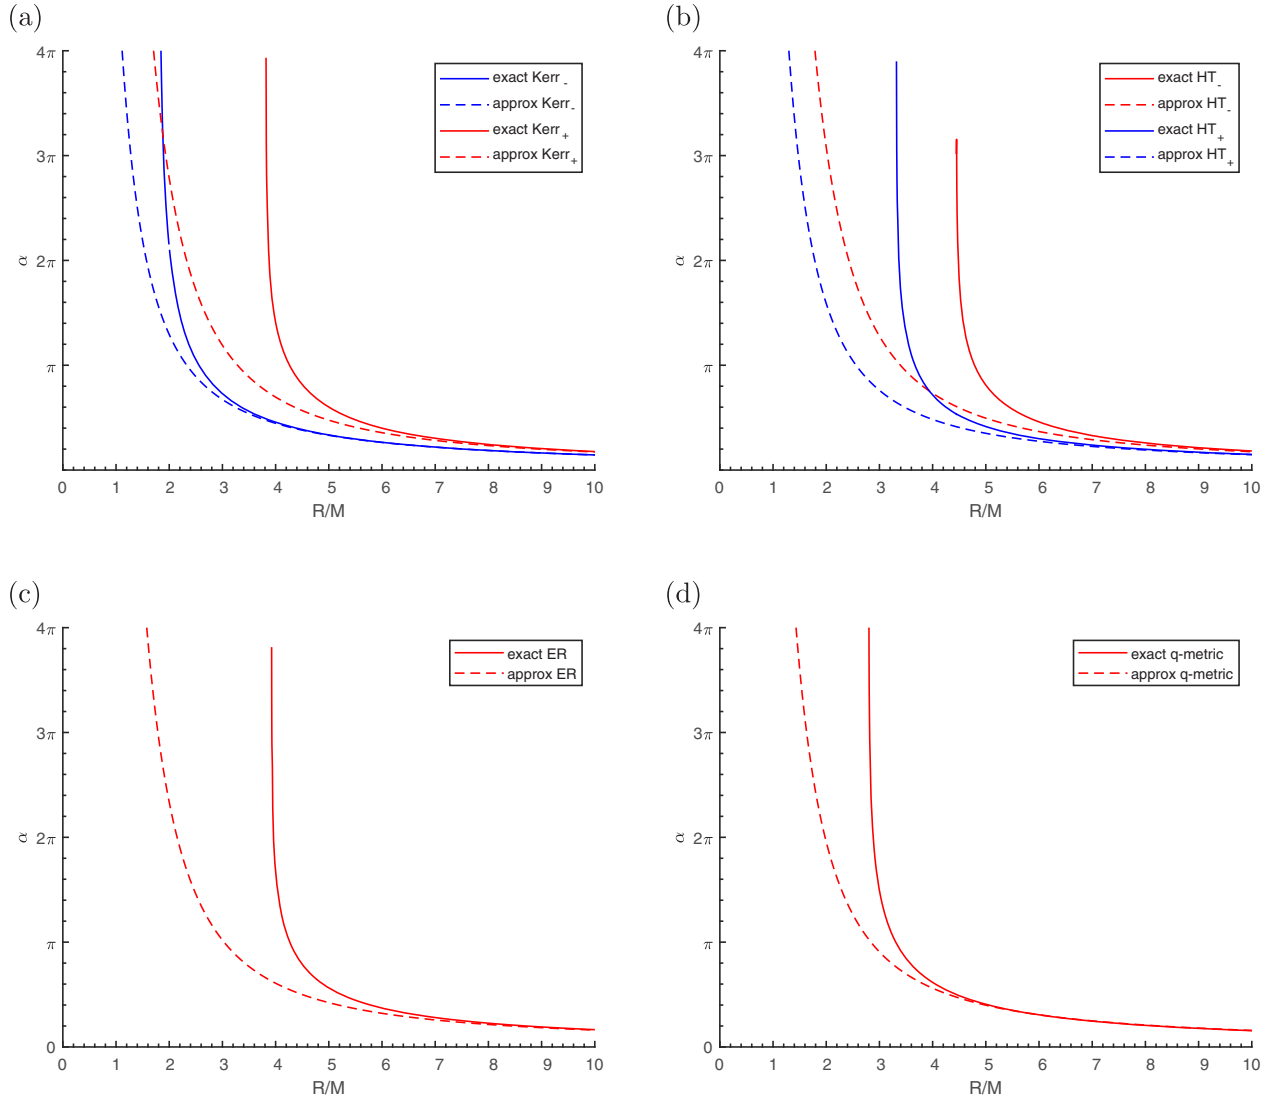 (a)
4π
3π
2π
π
α
0 1 2 3 4 5 6 7 8 9 10
R/M
exact Kerr -
approx Kerr -
exact Kerr +
approx Kerr +
(b)
4π
3π
2π
π
α
0 1 2 3 4 5 6 7 8 9 10
R/M
exact HT -
approx HT -
exact HT +
approx HT +
(c)
4π
3π
2π
π
0
α
0 1 2 3 4 5 6 7 8 9 10
R/M
exact ER
approx ER
(d)
4π
3π
2π
π
0
α
0 1 2 3 4 5 6 7 8 9 10
R/M
exact q-metric
approx q-metric